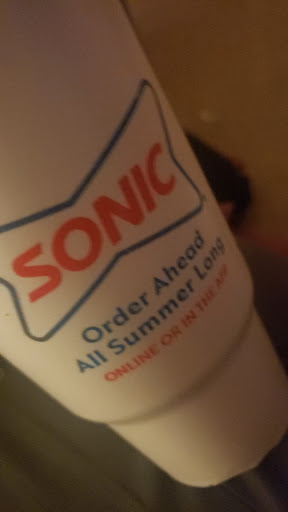 SONIC
Order Ahead
All Summer Long
ONLINE OR IN THE APP